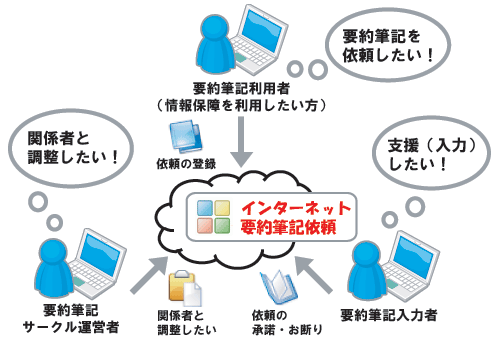 要約筆記を
依頼したい！
要約筆記利用者
（情報保障を利用したい方）
関係者と
調整したい！
支援（入力）
したい！
依頼の登録
インターネット
要約筆記依頼
要約筆記
サークル運営者
関係者と
調整したい
依頼の
承諾・お断り
要約筆記入力者